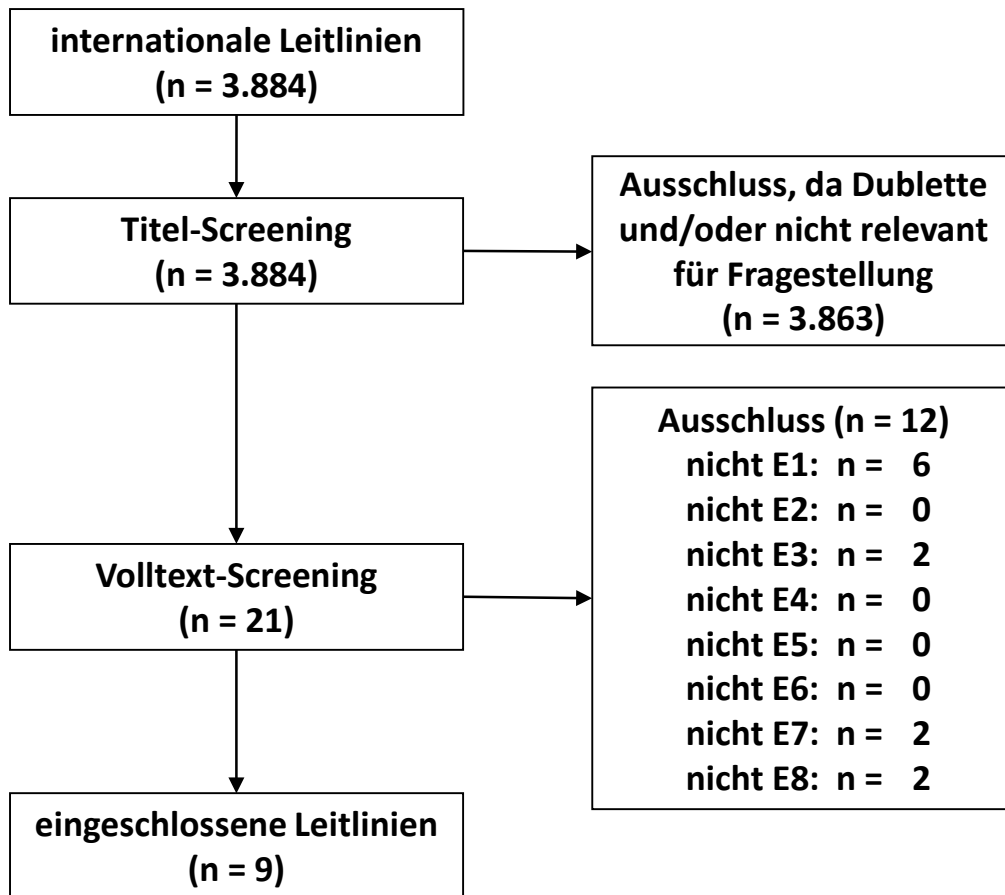 internationale Leitlinien
(n = 3.884)
Titel-Screening
(n = 3.884)
Ausschluss, da Dublette
und/oder nicht relevant
für Fragestellung
(n = 3.863)
Volltext-Screening
(n = 21)
Ausschluss (n = 12)
nicht E1: n = 6
nicht E2: n = 0
nicht E3: n = 2
nicht E4: n = 0
nicht E5: n = 0
nicht E6: n = 0
nicht E7: n = 2
nicht E8: n = 2
eingeschlossene Leitlinien
(n = 9)